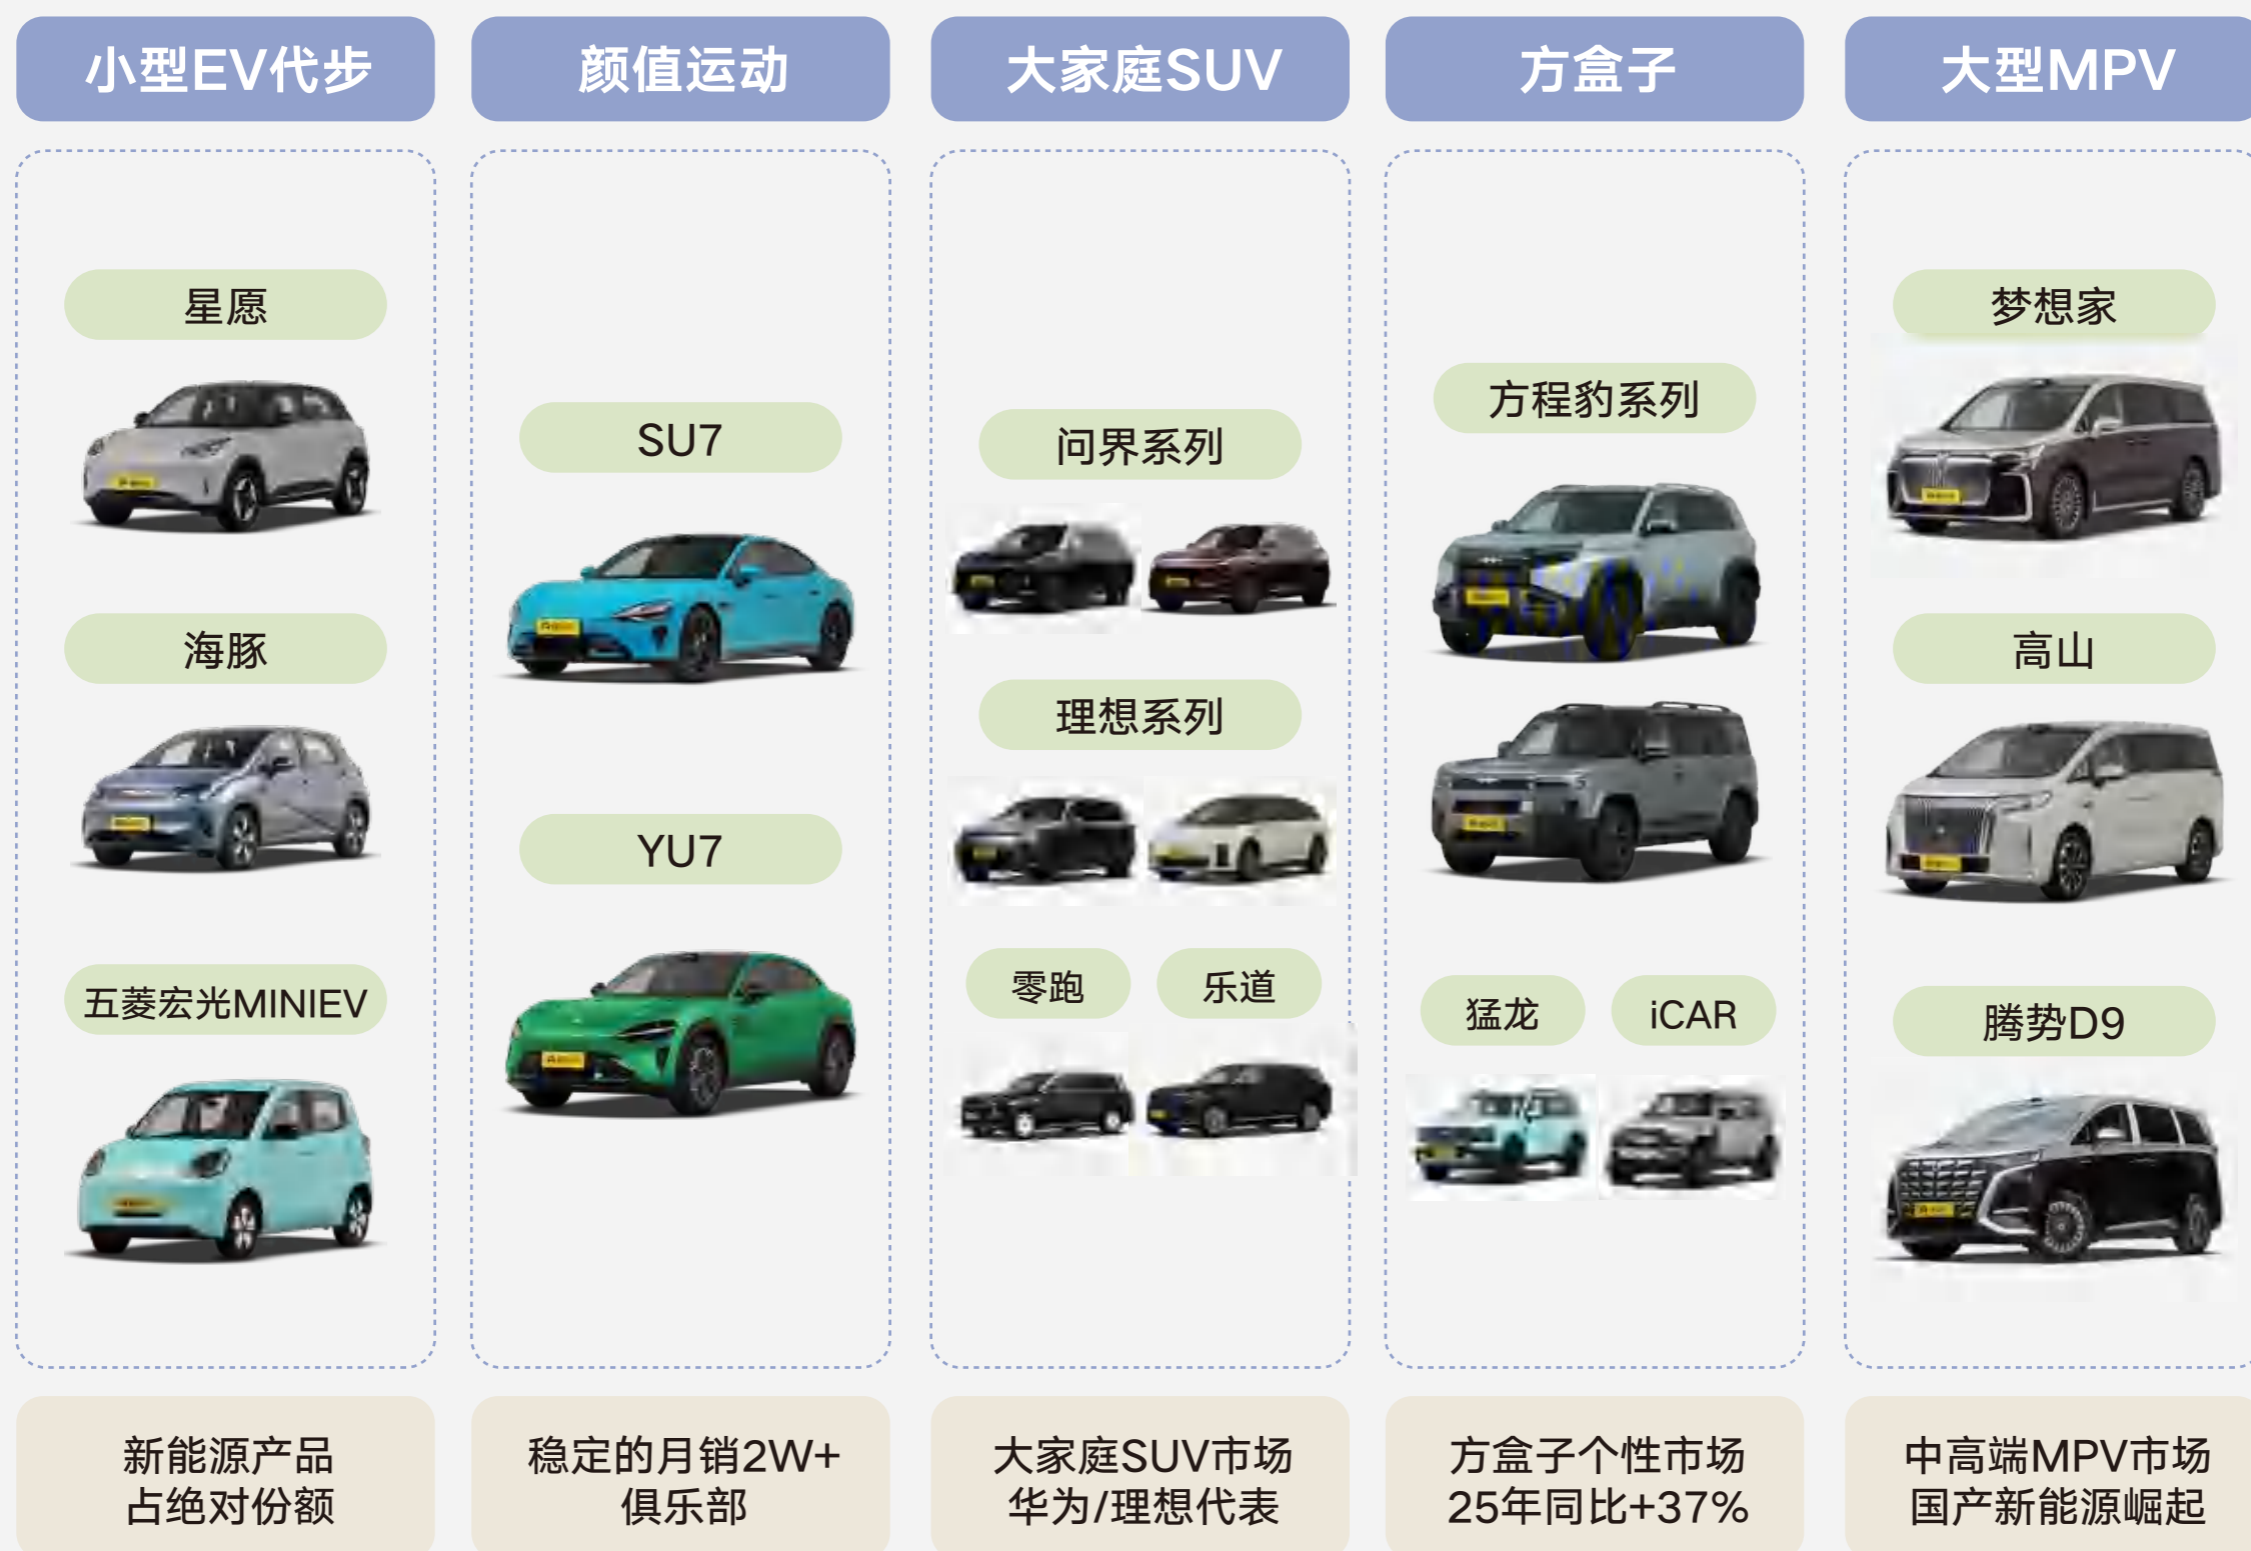 小型EV代步
颜值运动
大家庭SUV
方盒子
大型MPV
星愿
海豚
五菱宏光MINIEV
SU7
YU7
问界系列
理想系列
零跑
乐道
方程豹系列
猛龙
iCAR
梦想家
高山
腾势D9
新能源产品
占绝对份额
稳定的月销2W+
俱乐部
大家庭SUV市场
华为/理想代表
方盒子个性市场
25年同比+37%
中高端MPV市场
国产新能源崛起